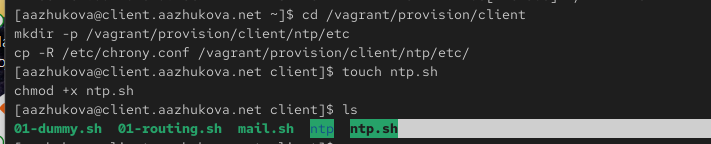 [aazhukova@client.aazhukova.net ~]$ cd /vagrant/provision/client
mkdir -p /vagrant/provision/client/ntp/etc
cp -R /etc/chrony.conf /vagrant/provision/client/ntp/etc/
[aazhukova@client.aazhukova.net client]$ touch ntp.sh
chmod +x ntp.sh
[aazhukova@client.aazhukova.net client]$ ls
01-dummy.sh 01-routing.sh mail.sh ntp ntp.sh